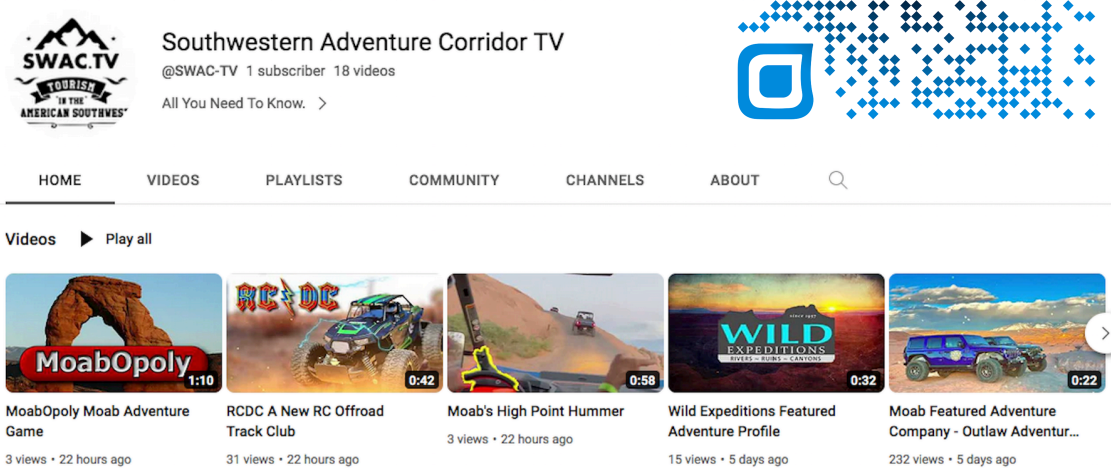 SWAC.TV
TOURISM
IN THE
AMERICAN SOUTHWES
Southwestern Adventure Corridor TV
@SWAC-TV 1 subscriber 18 videos
All You Need To Know.
HOME VIDEOS PLAYLISTS COMMUNITY CHANNELS ABOUT
Videos Play all
MoabOpoly
1:10
RC DC
0:42
0:58
SINCE 1957
WILD
EXPEDITIONS
RIVERS – RUINS – CANYONS
0:32
0:22
MoabOpoly Moab Adventure
Game
3 views • 22 hours ago
RCDC A New RC Offroad
Track Club
31 views • 22 hours ago
Moab's High Point Hummer
3 views • 22 hours ago
Wild Expeditions Featured
Adventure Profile
15 views • 5 days ago
Moab Featured Adventure
Company - Outlaw Adventur...
232 views • 5 days ago